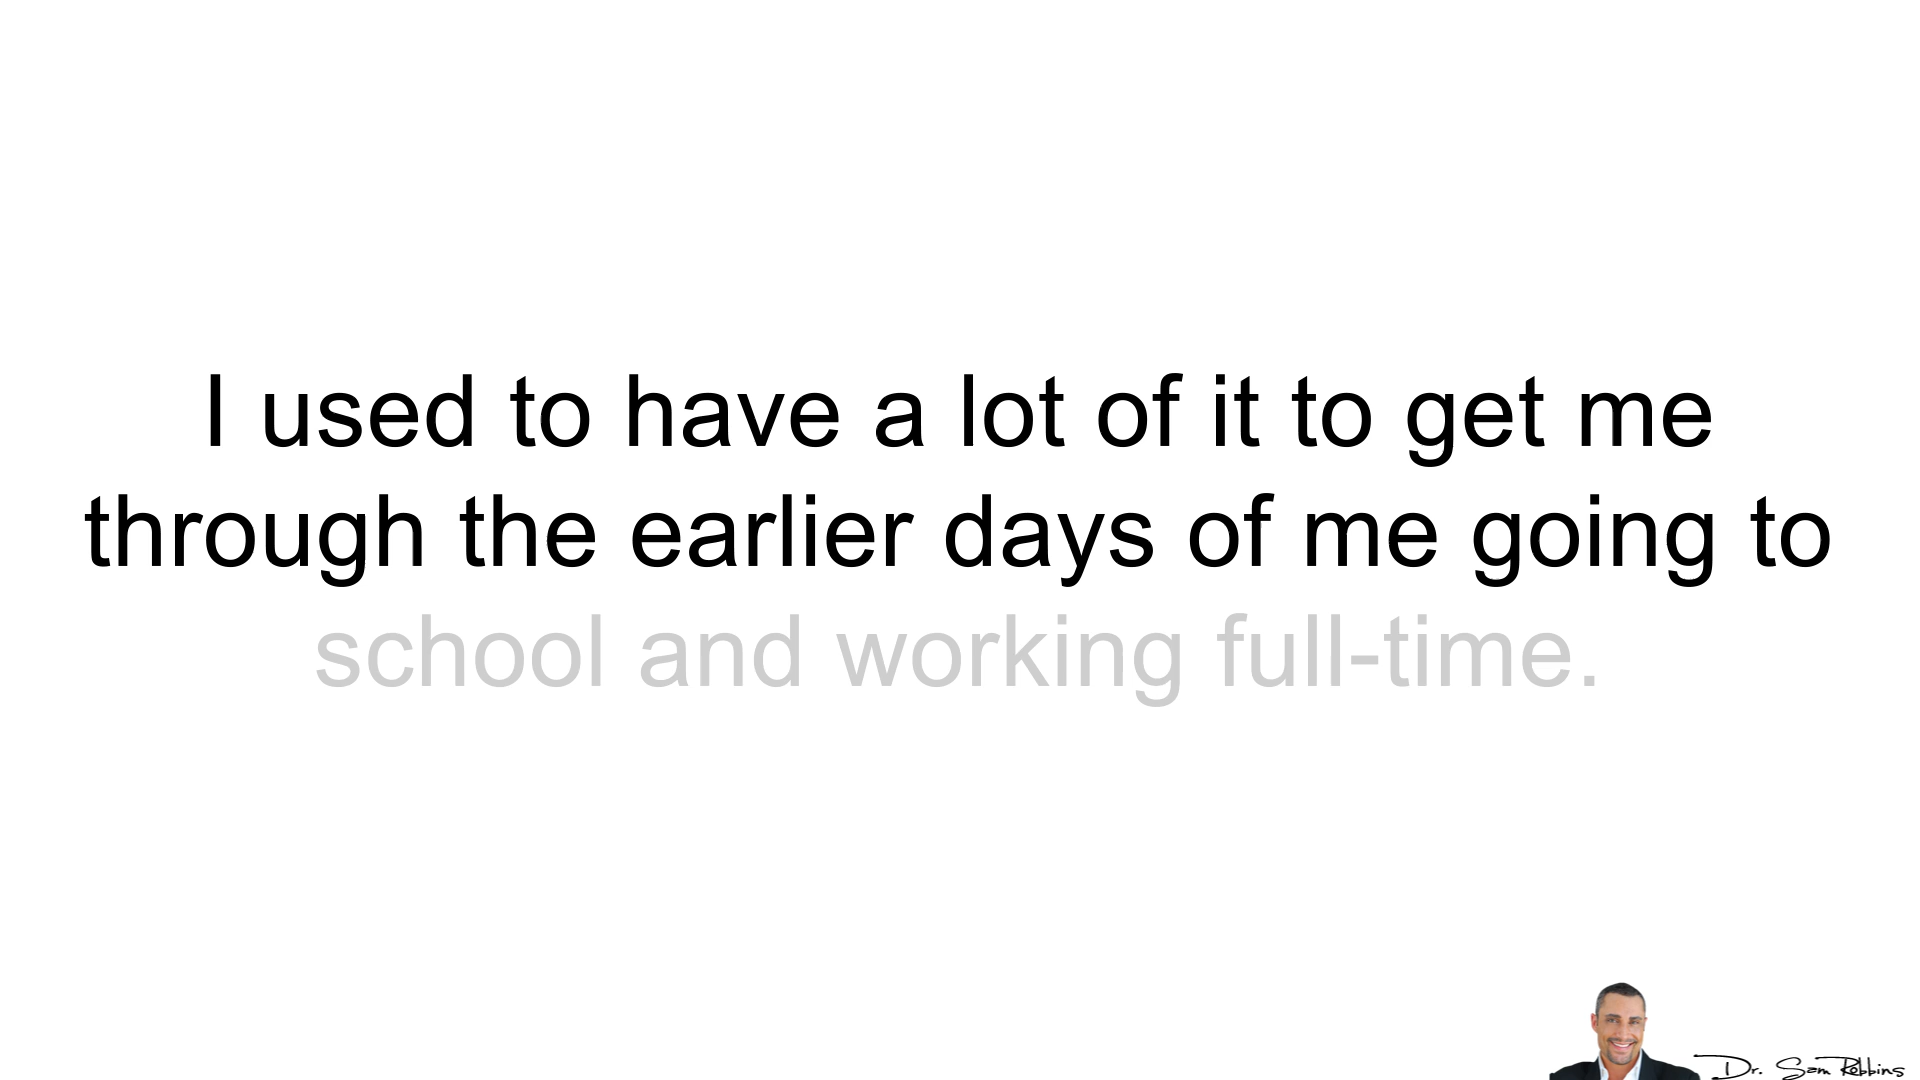 I used to have a lot of it to get me
through the earlier days of me going to
school and working full-time.
Dr. Sam Robbins